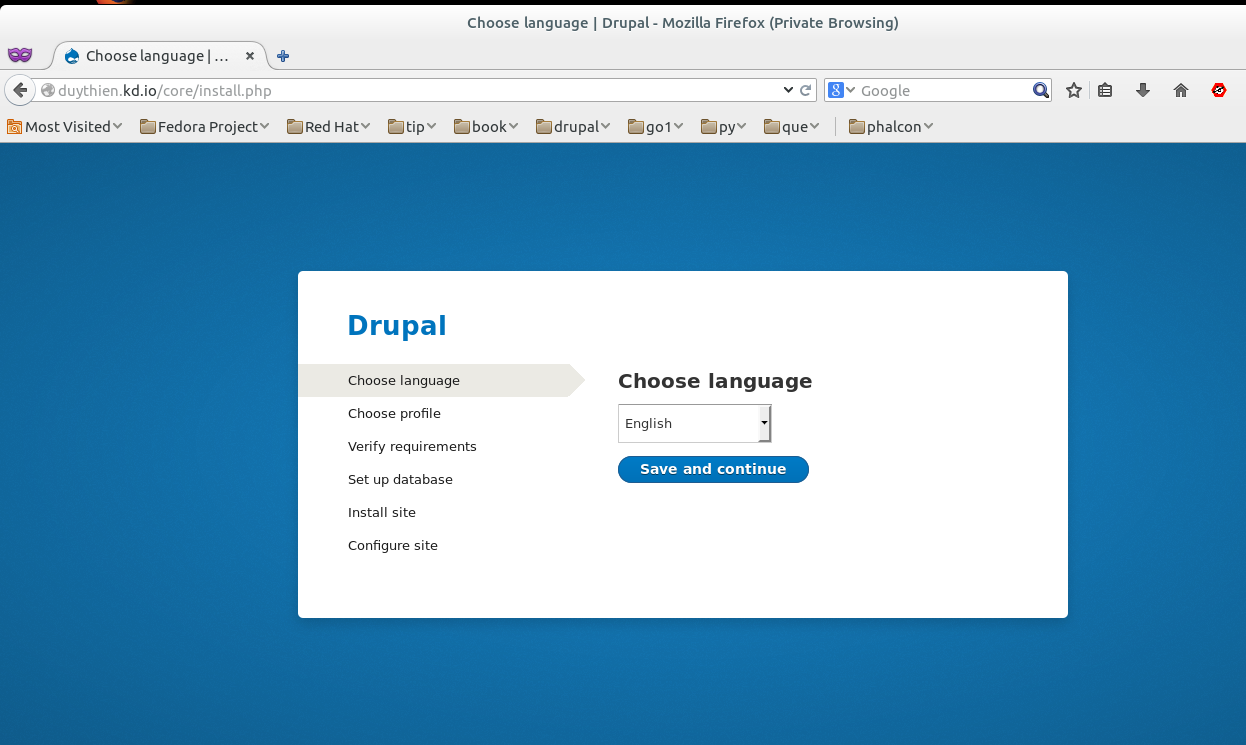 Choose language | Drupal - Mozilla Firefox (Private Browsing)
Choose language | ...
duythien.kd.io/core/install.php
8 Google
Most Visited Fedora Project Red Hat tip book drupal go1 py que phalcon
Drupal
Choose language
Choose profile
Verify requirements
Set up database
Install site
Configure site
Choose language
English
Save and continue